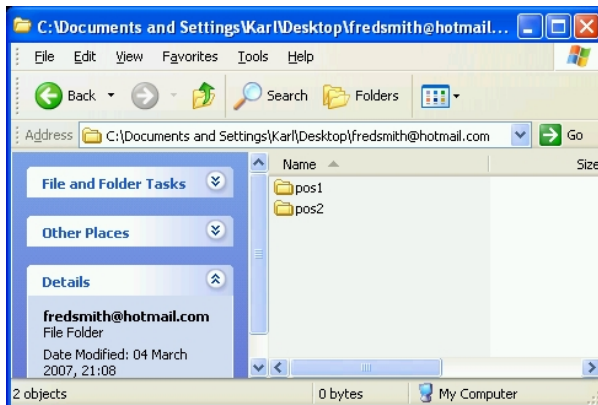 C:\Documents and Settings\Karl\Desktop\fredsmith@hotmail....
File Edit View Favorites Tools Help
Back Search Folders
Address C:\Documents and Settings\Karl\Desktop\fredsmith@hotmail.com Go
File and Folder Tasks
Other Places
Details
fredsmith@hotmail.com
File Folder
Date Modified: 04 March
2007, 21:08
Name Size
pos1
pos2
2 objects 0 bytes My Computer